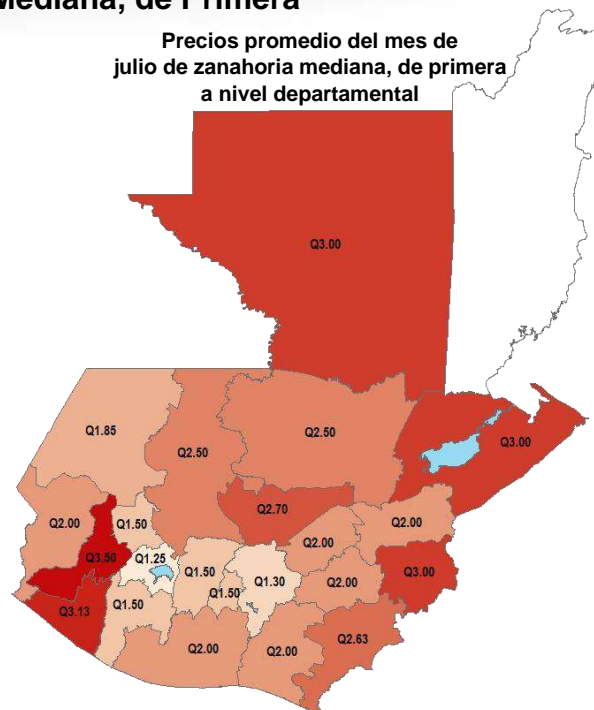 Mediana, de Primera
Precios promedio del mes de
julio de zanahoria mediana, de primera
a nivel departamental
Q3.00
Q1.85
Q2.50
Q2.50
Q3.00
Q2.70
Q2.00
Q1.50
Q2.00
Q2.00
Q3.50
Q1.25
Q1.50
Q1.30
Q2.00
Q3.00
Q1.50
Q3.13
Q1.50
Q2.63
Q2.00
Q2.00